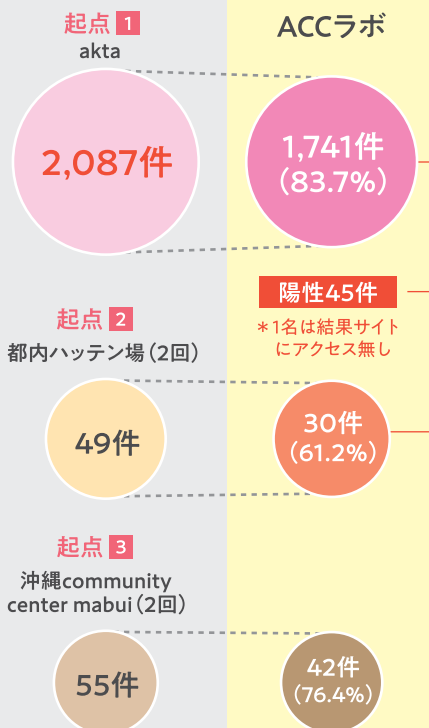 起点 1
akta
2,087件
ACCラボ
1,741件
（83.7%）
陽性45件
＊1名は結果サイト
にアクセス無し
起点 2
都内ハッテン場（2回）
49件
30件
（61.2%）
起点 3
沖縄community
center mabui（2回）
55件
42件
（76.4%）